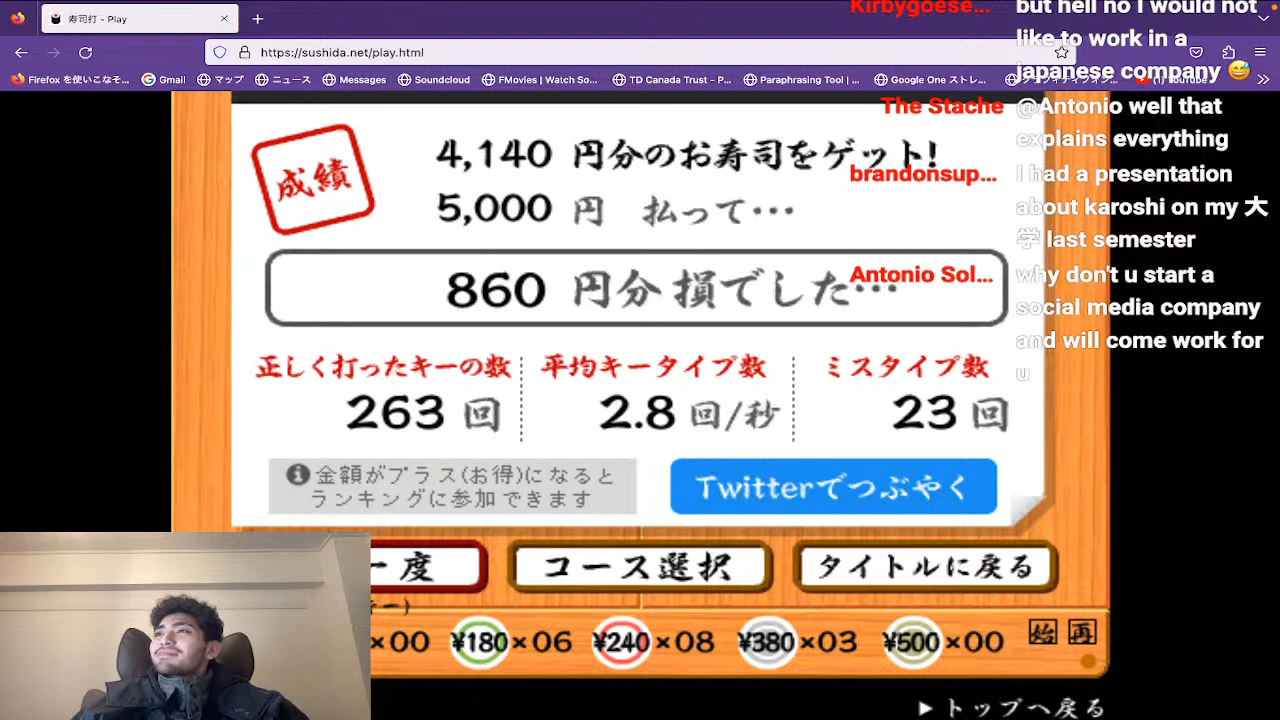 寿司打 - Play
https://sushida.net/play.html
Firefox を使いこなそ…
Gmail
マップ
ニュース
Messages
Soundcloud
FMovies | Watch So…
TD Canada Trust - P…
Paraphrasing Tool | …
Google One ストレ…
成績
4,140 円分のお寿司をゲット!
5,000 円 払って…
860 円分 損でした…
正しく打ったキーの数
平均キータイプ数
ミスタイプ数
263 回
2.8 回/秒
23 回
金額がプラス(お得)になると
ランキングに参加できます
Twitterでつぶやく
一度
コース選択
タイトルに戻る
×00
¥180×06
¥240×08
¥380×03
¥500×00
始
再
▶トップへ戻る
Kirbygoese…
but hell no I would not
like to work in a
japanese company 😅
The Stache
@Antonio well that
explains everything
brandonsup…
I had a presentation
about karoshi on my 大
学 last semester
Antonio Sol…
why don't u start a
social media company
and will come work for
u